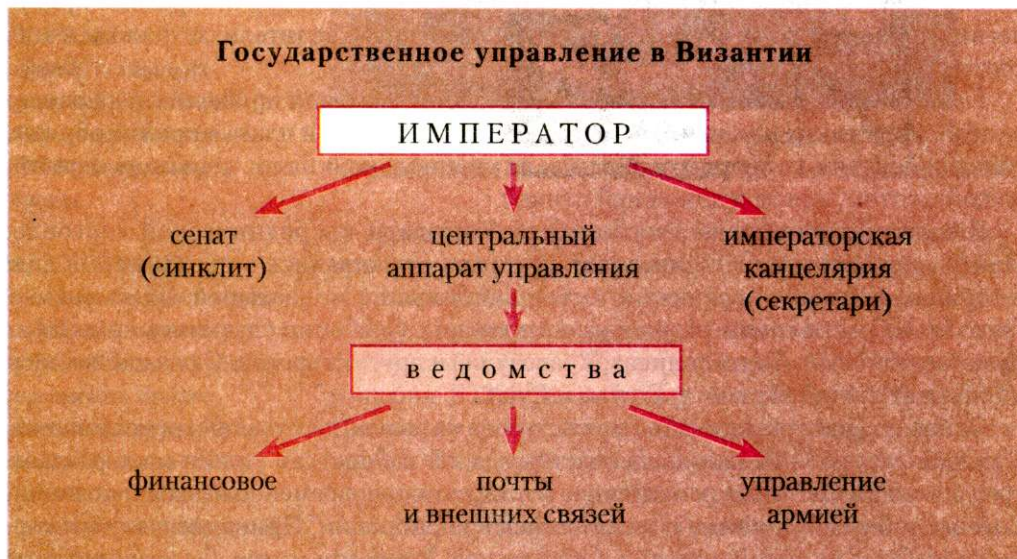 Государственное управление в Византии
ИМПЕРАТОР
сенат
(синклит)
центральный
аппарат управления
императорская
канцелярия
(секретари)
ведомства
финансовое
почты
и внешних связей
управление
армией